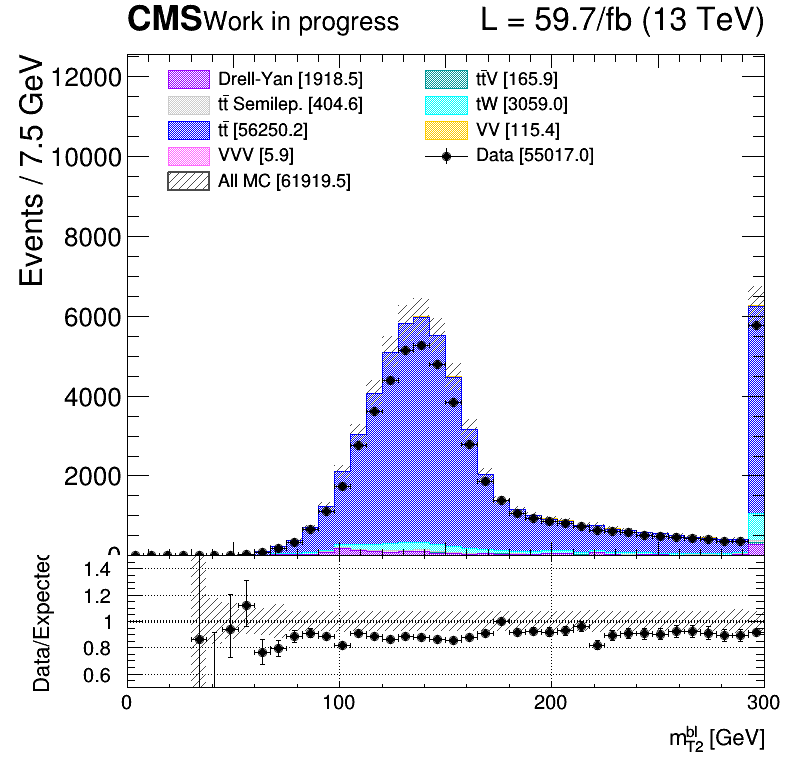 CMS Work in progress L = 59.7/fb (13 TeV)
Events / 7.5 GeV
12000
10000
8000
6000
4000
2000
0
Drell-Yan [1918.5]
tt̄ Semilep. [404.6]
tt̄ [56250.2]
VVV [5.9]
All MC [61919.5]
tt̄V [165.9]
tW [3059.0]
VV [115.4]
Data [55017.0]
Data/Expected
1.4
1.2
1
0.8
0.6
0 100 200 300
m_{T2}^{bl} [GeV]